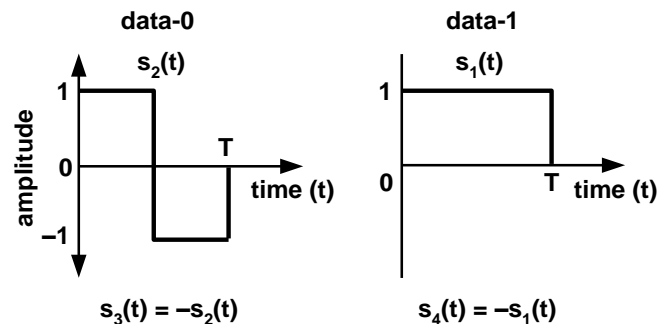 data-0
s₂(t)
1
T
0
time (t)
–1
amplitude
s₃(t) = –s₂(t)
data-1
s₁(t)
1
0
T
time (t)
s₄(t) = –s₁(t)